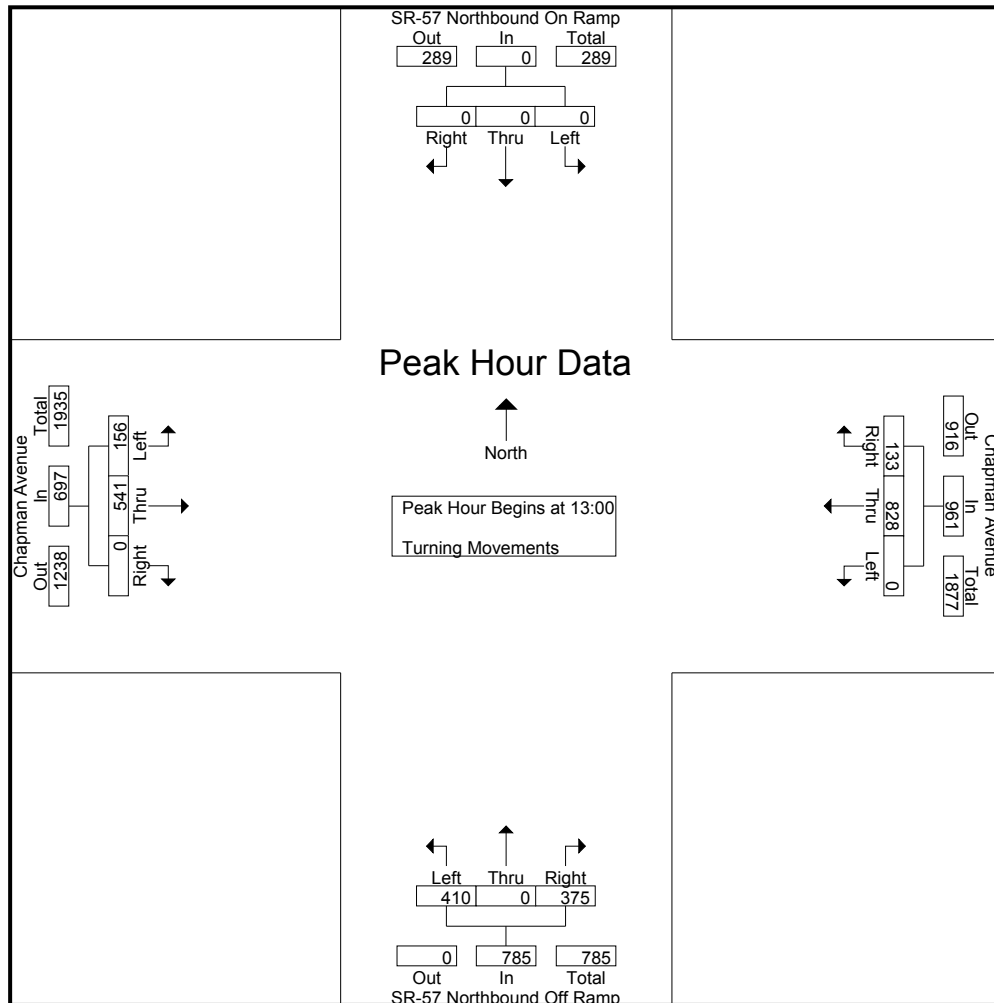 SR-57 Northbound On Ramp
Out In Total
289 0 289
0 0 0
Right Thru Left
Peak Hour Data
North
Peak Hour Begins at 13:00
Turning Movements
Chapman Avenue
Total In Out
1935 697 1238
156 541 0
Left Thru Right
Chapman Avenue
Out In Total
916 961 1877
133 828 0
Right Thru Left
Left Thru Right
410 0 375
0 785 785
Out In Total
SR-57 Northbound Off Ramp